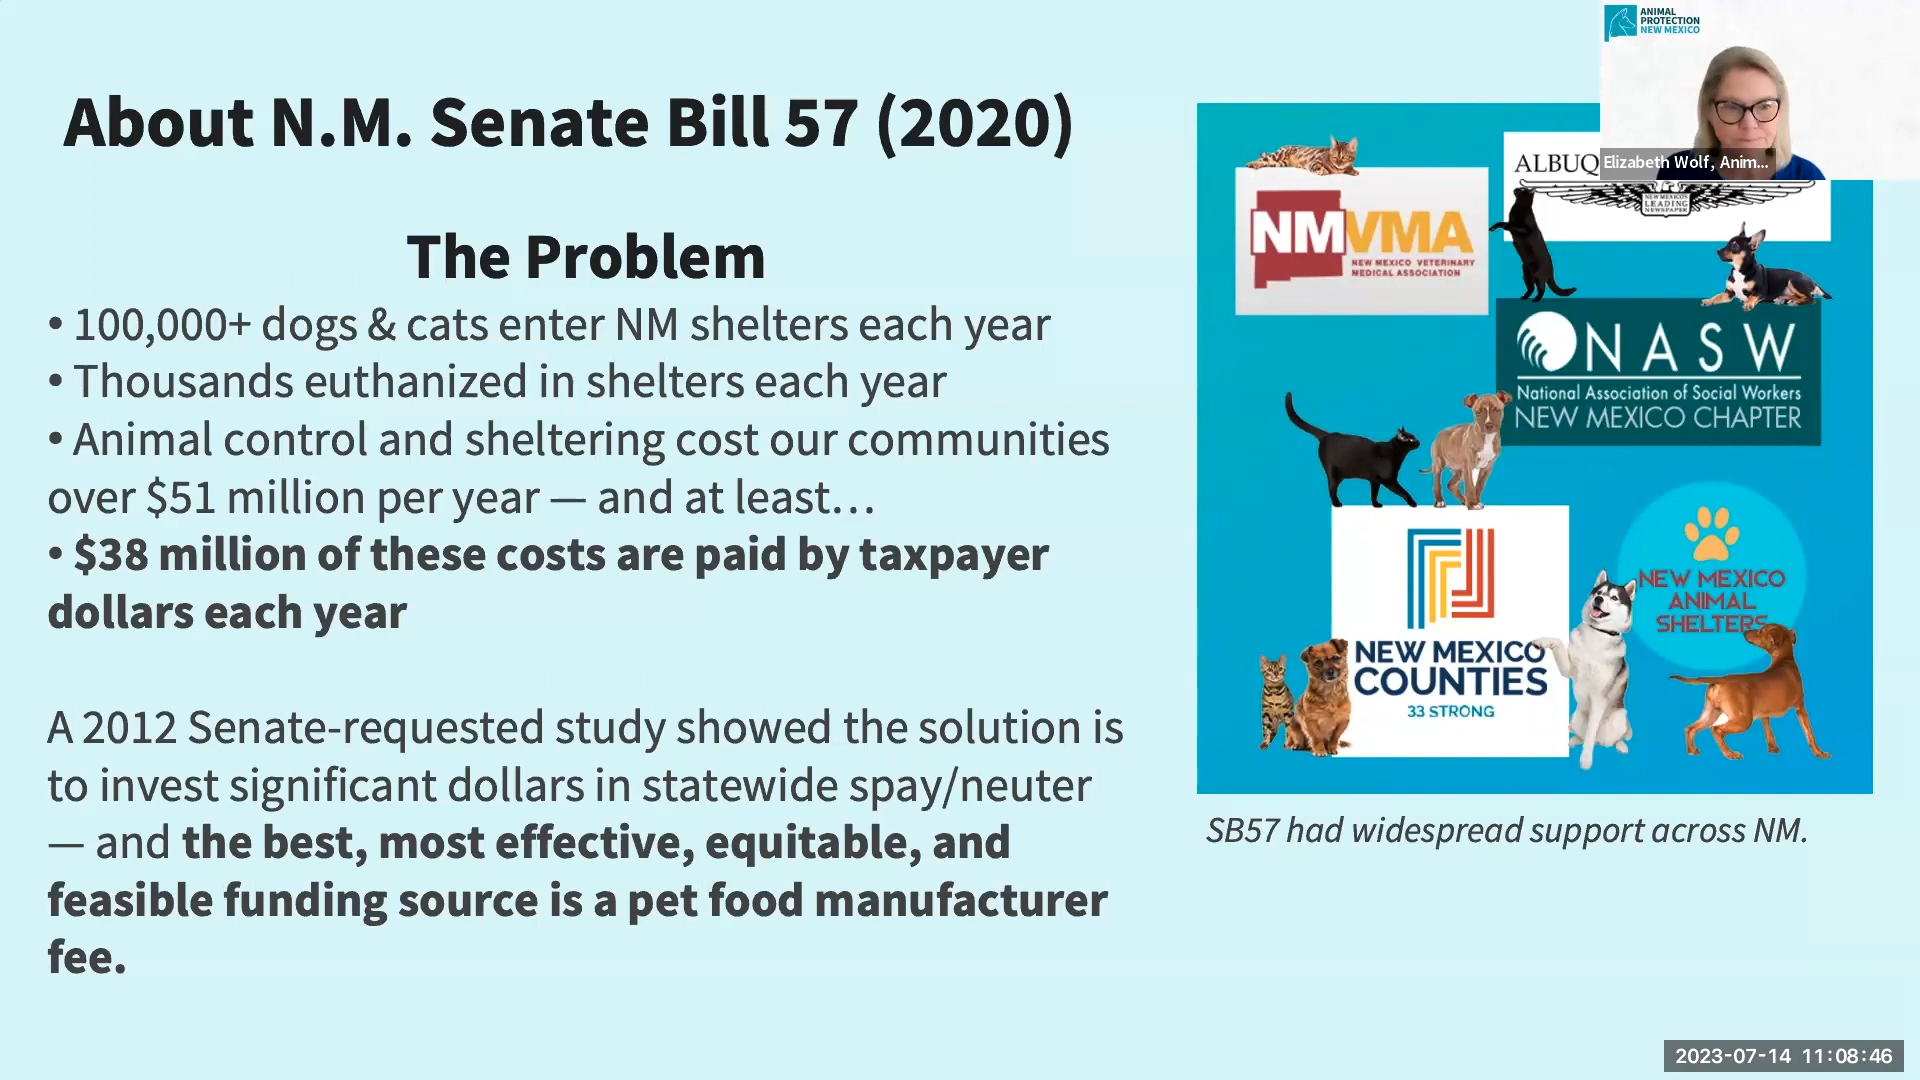 ANIMAL
PROTECTION
NEW MEXICO
Elizabeth Wolf, Anim...
About N.M. Senate Bill 57 (2020)
The Problem
• 100,000+ dogs & cats enter NM shelters each year
• Thousands euthanized in shelters each year
• Animal control and sheltering cost our communities
over $51 million per year — and at least…
• $38 million of these costs are paid by taxpayer
dollars each year
A 2012 Senate-requested study showed the solution is
to invest significant dollars in statewide spay/neuter
— and the best, most effective, equitable, and
feasible funding source is a pet food manufacturer
fee.
NMVMA
NEW MEXICO VETERINARY
MEDICAL ASSOCIATION
ALBUQ
NEW MEXICO'S
LEADING
NEWSPAPER
NASW
National Association of Social Workers
NEW MEXICO CHAPTER
NEW MEXICO
COUNTIES
33 STRONG
NEW MEXICO
ANIMAL
SHELTERS
SB57 had widespread support across NM.
2023-07-14 11:08:46